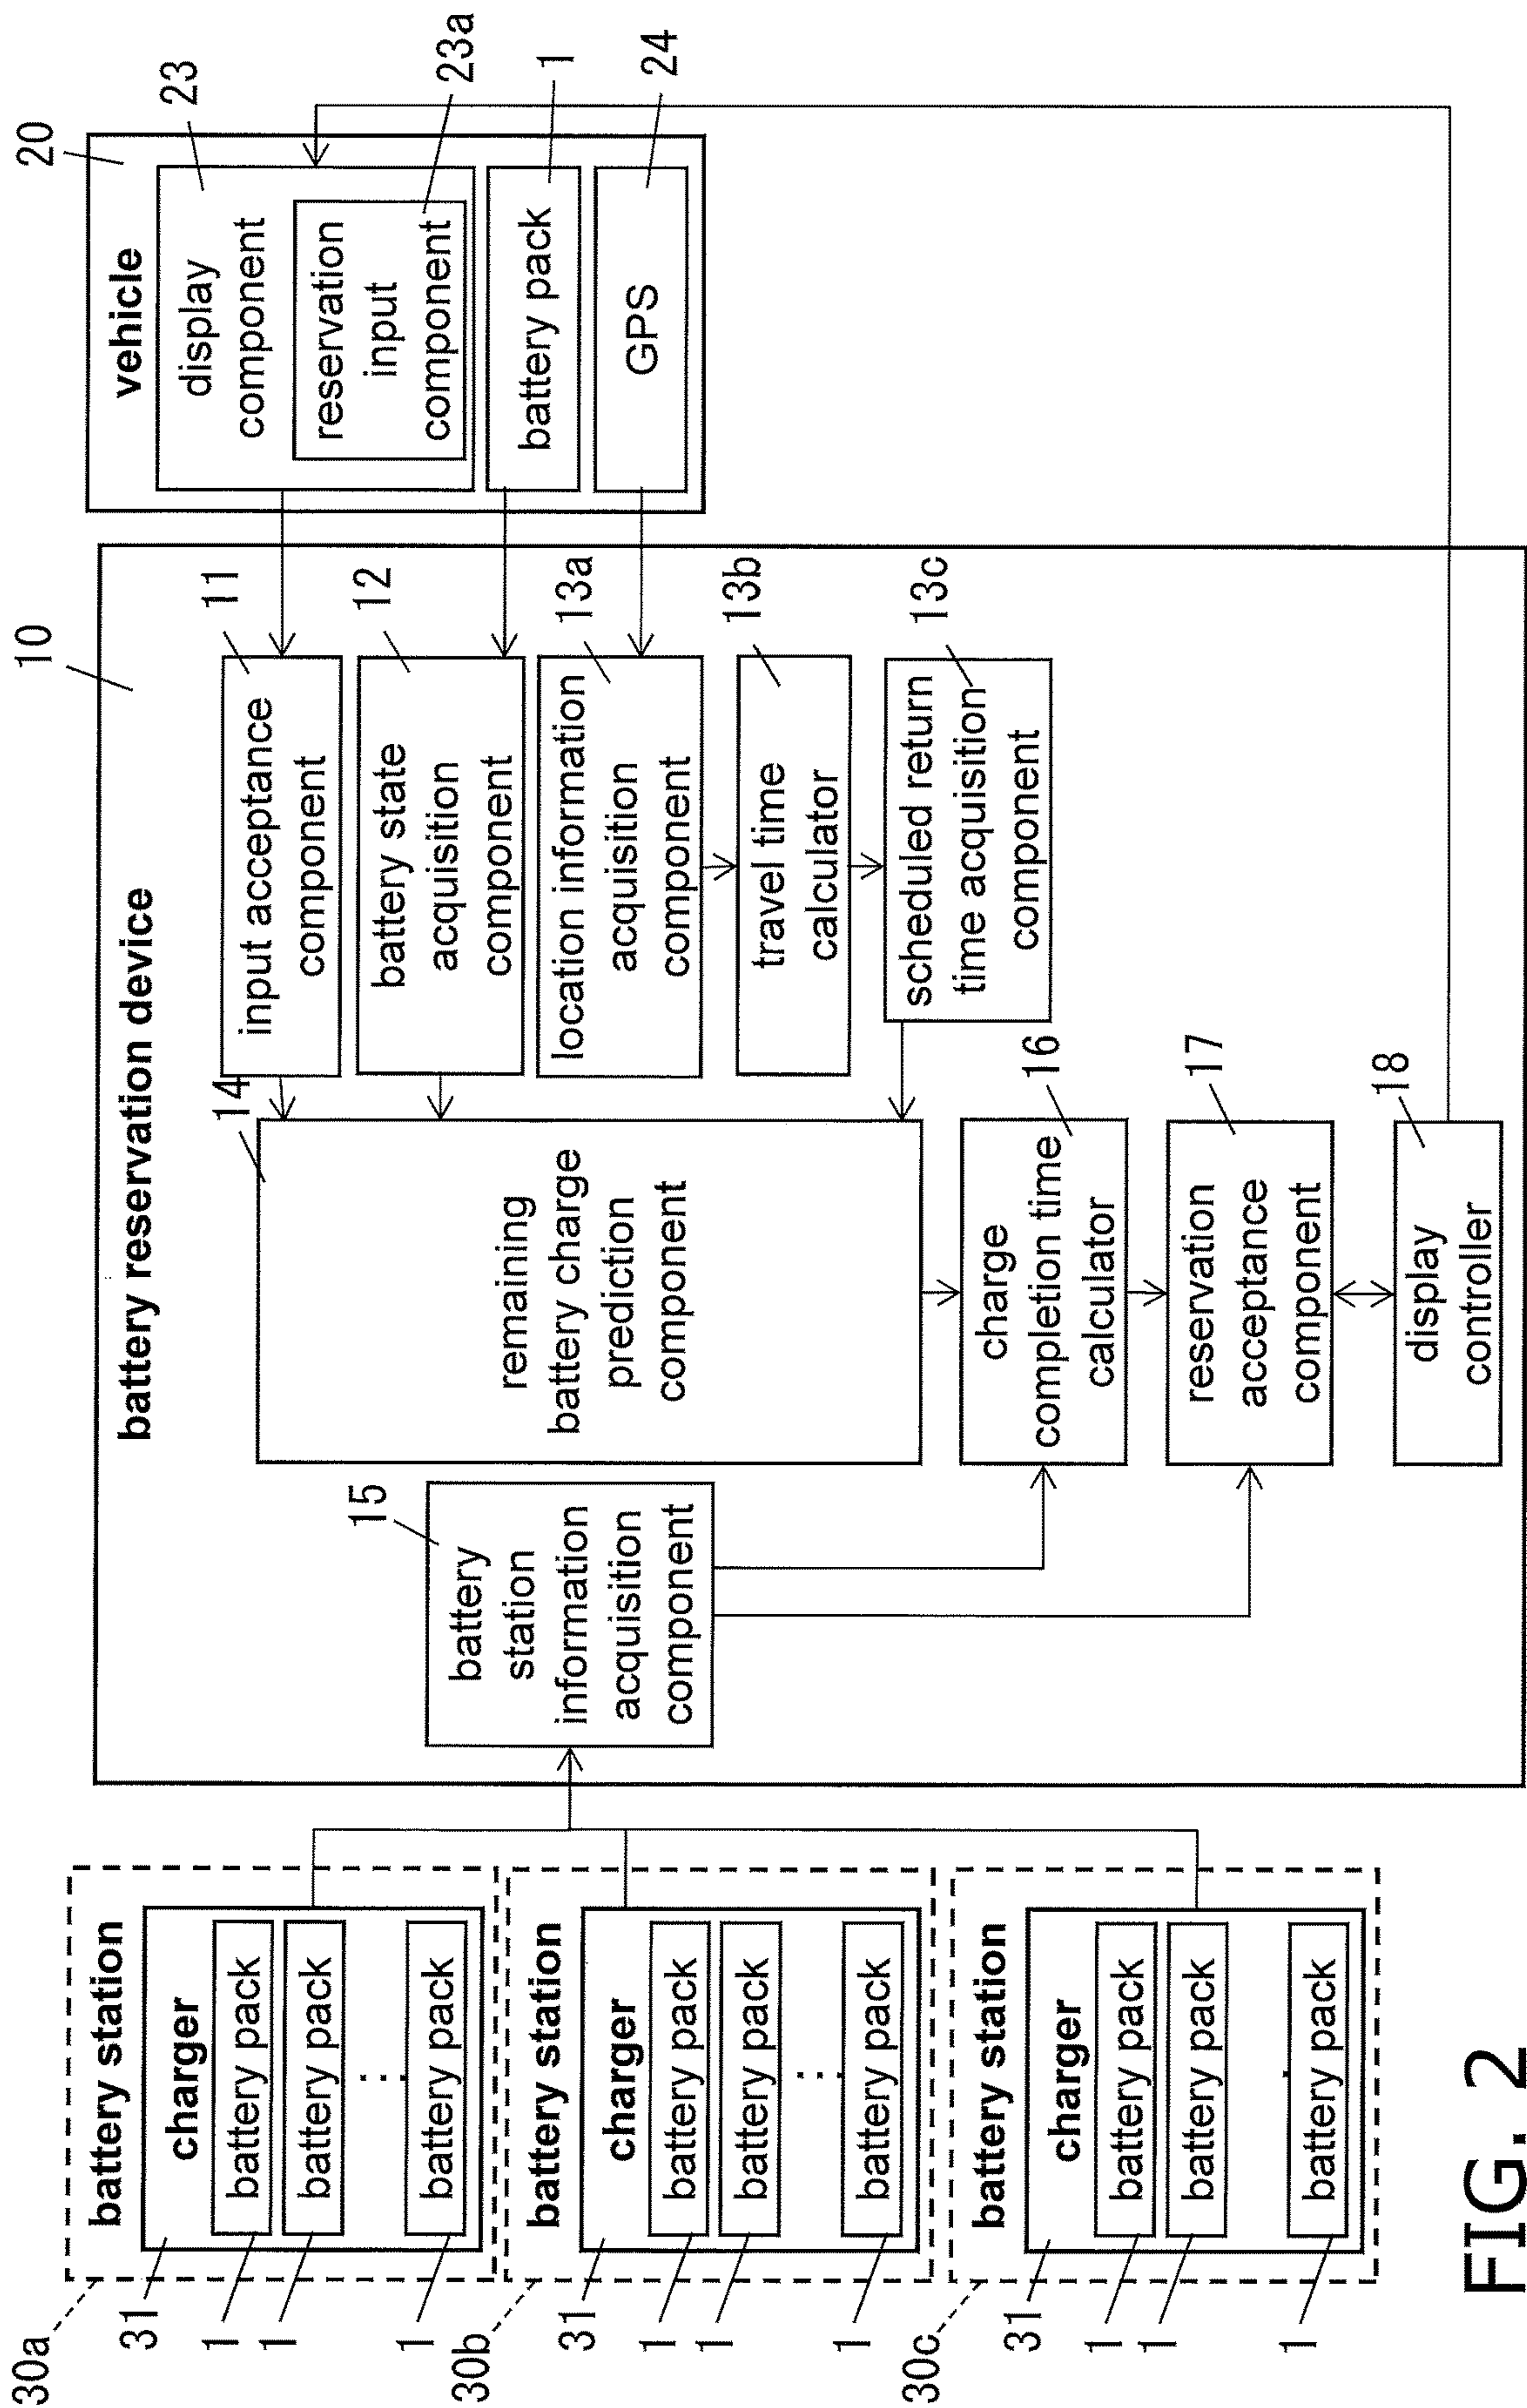 20
vehicle
23
display
component
23a
reservation
input
component
1
battery pack
24
GPS
10
battery reservation device
11
input acceptance
component
12
battery state
acquisition
component
13a
location information
acquisition
component
13b
travel time
calculator
13c
scheduled return
time acquisition
component
14
remaining
battery charge
prediction
component
15
battery
station
information
acquisition
component
16
charge
completion time
calculator
17
reservation
acceptance
component
18
display
controller
30a
battery station
31
charger
1
battery pack
1
battery pack
1
battery pack
30b
battery station
31
charger
1
battery pack
1
battery pack
1
battery pack
30c
battery station
31
charger
1
battery pack
1
battery pack
1
battery pack
FIG. 2